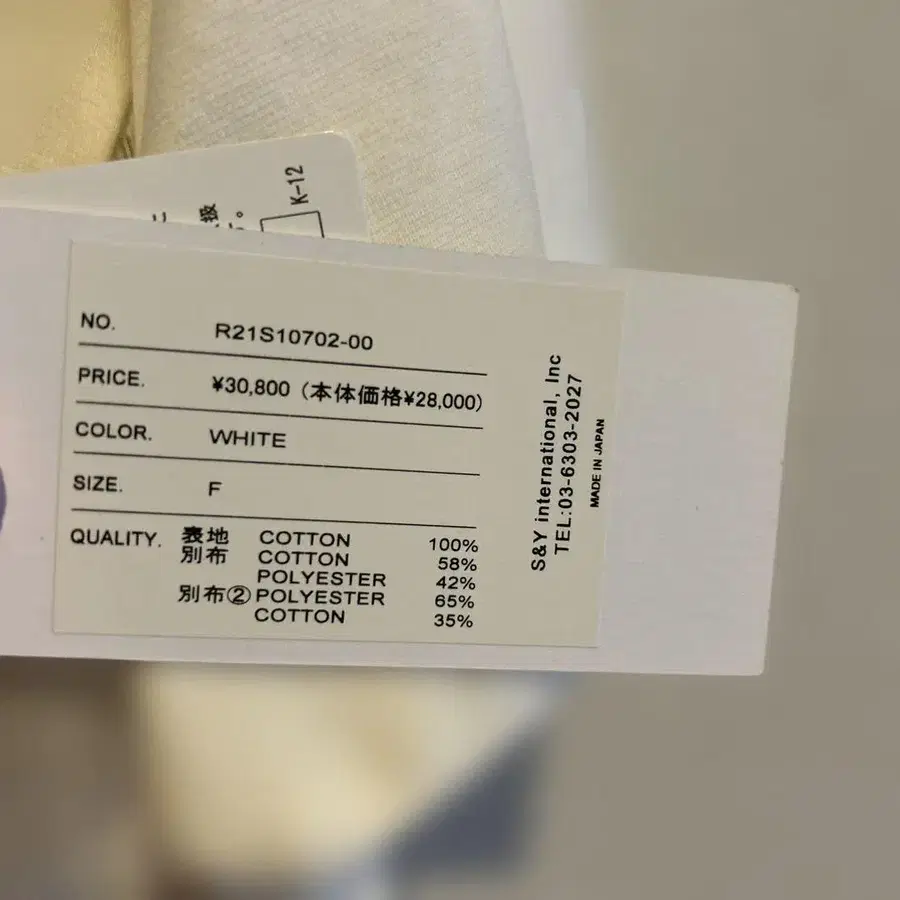 K-12
NO. R21S10702-00
PRICE. ¥30,800 (本体価格¥28,000)
COLOR. WHITE
SIZE. F
QUALITY. 表地 COTTON 100%
別布 COTTON 58%
POLYESTER 42%
別布② POLYESTER 65%
COTTON 35%
S&Y international, Inc
TEL:03-6303-2027
MADE IN JAPAN